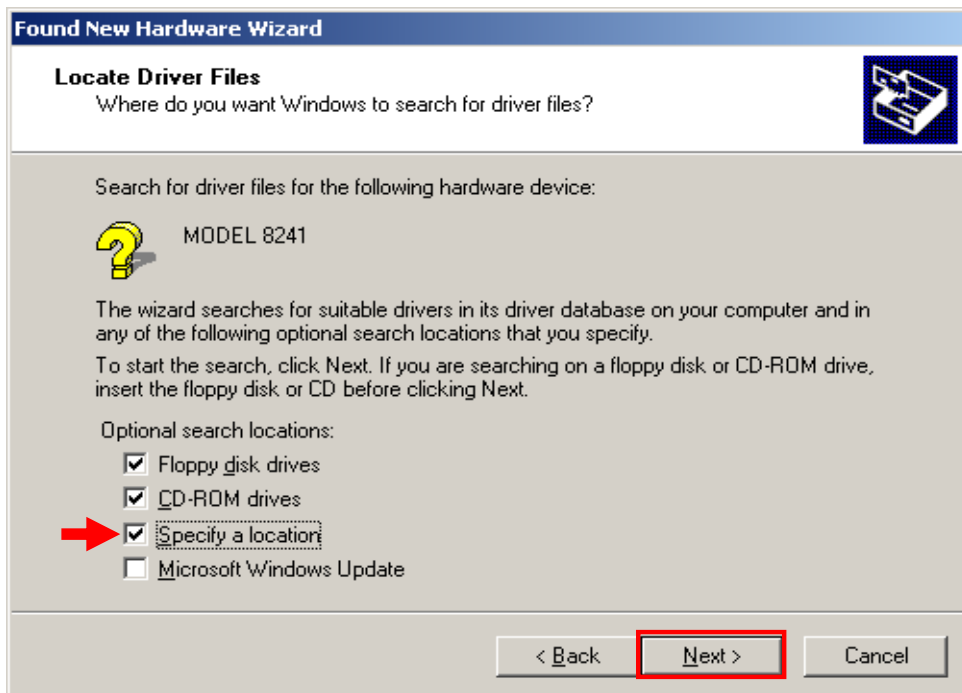 Found New Hardware Wizard
Locate Driver Files
Where do you want Windows to search for driver files?
Search for driver files for the following hardware device:
MODEL 8241
The wizard searches for suitable drivers in its driver database on your computer and in
any of the following optional search locations that you specify.
To start the search, click Next. If you are searching on a floppy disk or CD-ROM drive,
insert the floppy disk or CD before clicking Next.
Optional search locations:
Floppy disk drives
CD-ROM drives
Specify a location
Microsoft Windows Update
< Back Next > Cancel